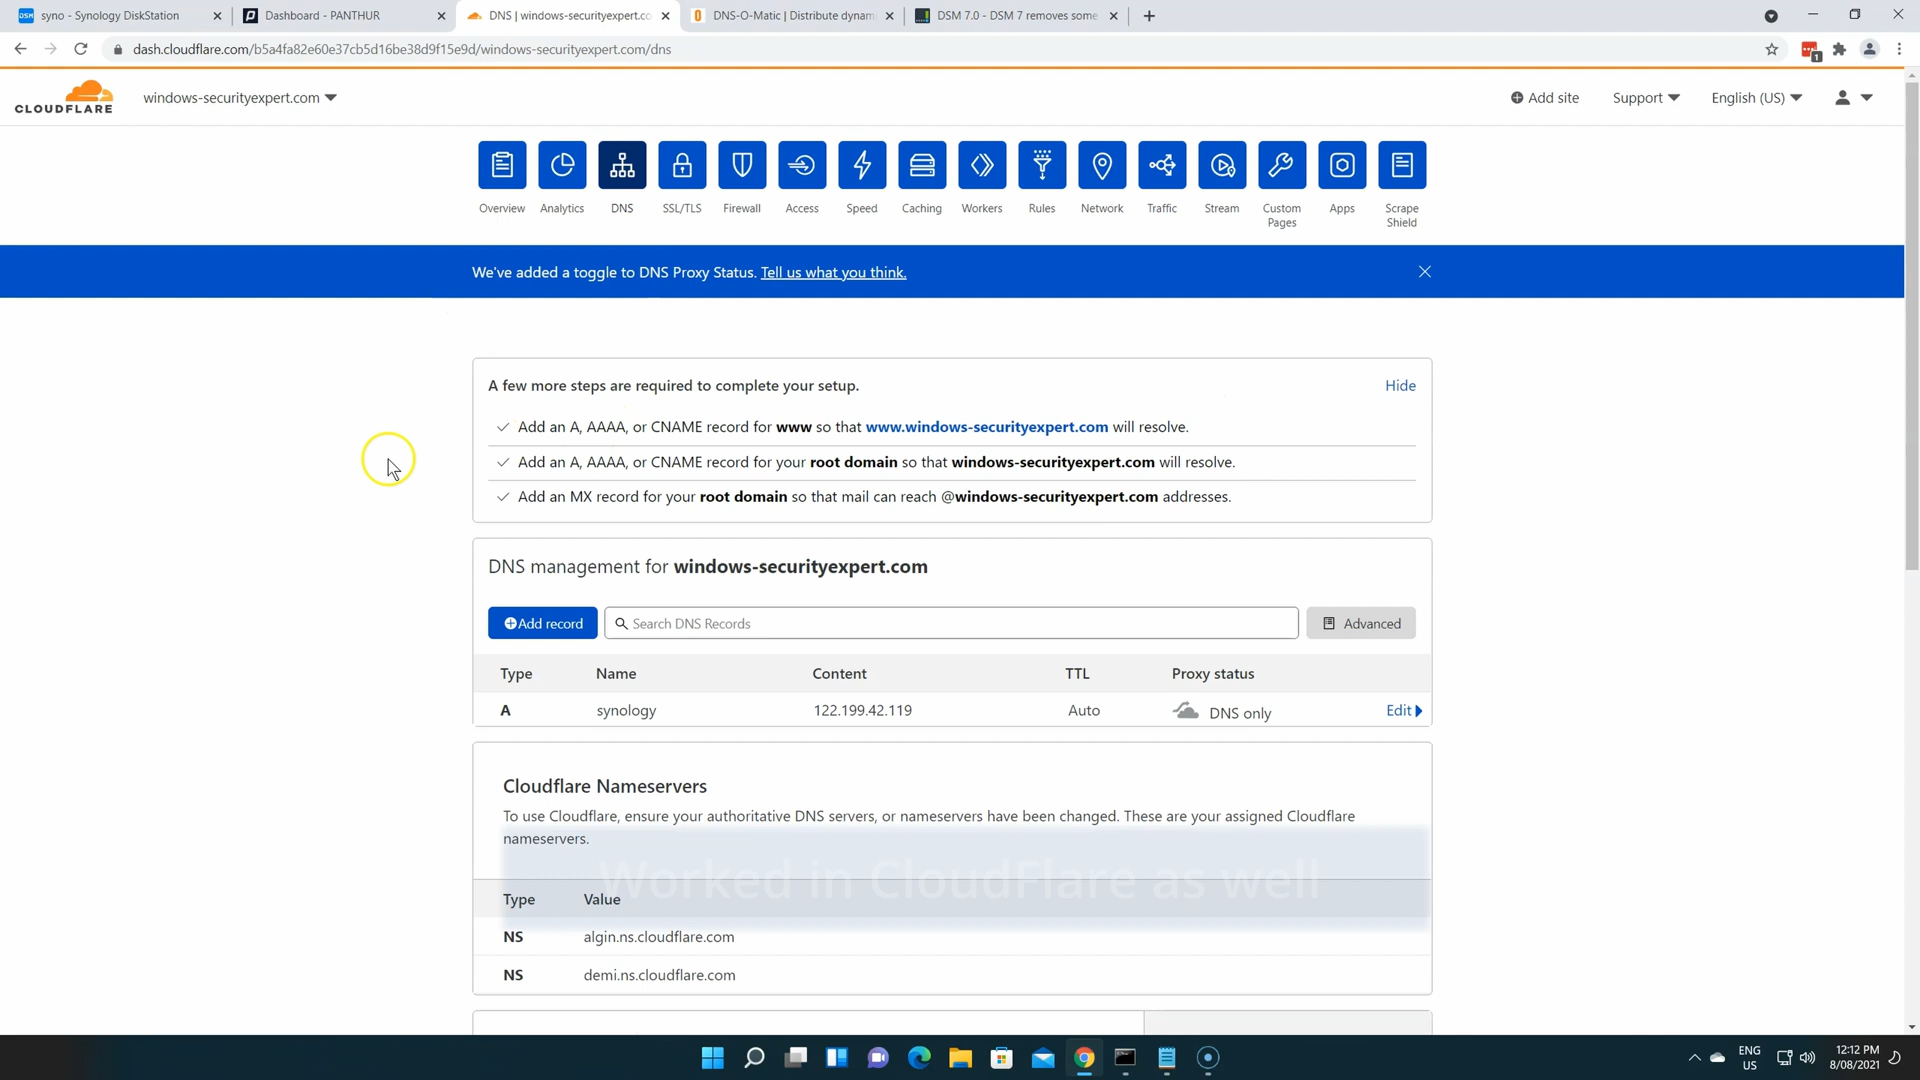 syno - Synology DiskStation
Dashboard - PANTHUR
DNS | windows-securityexpert.co
DNS-O-Matic | Distribute dynam
DSM 7.0 - DSM 7 removes some
dash.cloudflare.com/b5a4fa82e60e37cb5d16be38d9f15e9d/windows-securityexpert.com/dns
CLOUDFLARE
windows-securityexpert.com
Add site
Support
English (US)
Overview
Analytics
DNS
SSL/TLS
Firewall
Access
Speed
Caching
Workers
Rules
Network
Traffic
Stream
Custom
Pages
Apps
Scrape
Shield
We've added a toggle to DNS Proxy Status. Tell us what you think.
A few more steps are required to complete your setup.
Hide
Add an A, AAAA, or CNAME record for www so that www.windows-securityexpert.com will resolve.
Add an A, AAAA, or CNAME record for your root domain so that windows-securityexpert.com will resolve.
Add an MX record for your root domain so that mail can reach @windows-securityexpert.com addresses.
DNS management for windows-securityexpert.com
Add record
Search DNS Records
Advanced
Type Name Content TTL Proxy status
A synology 122.199.42.119 Auto DNS only Edit
Cloudflare Nameservers
To use Cloudflare, ensure your authoritative DNS servers, or nameservers have been changed. These are your assigned Cloudflare
nameservers.
Worked in CloudFlare as well
Type Value
NS algin.ns.cloudflare.com
NS demi.ns.cloudflare.com
ENG
US
12:12 PM
8/08/2021